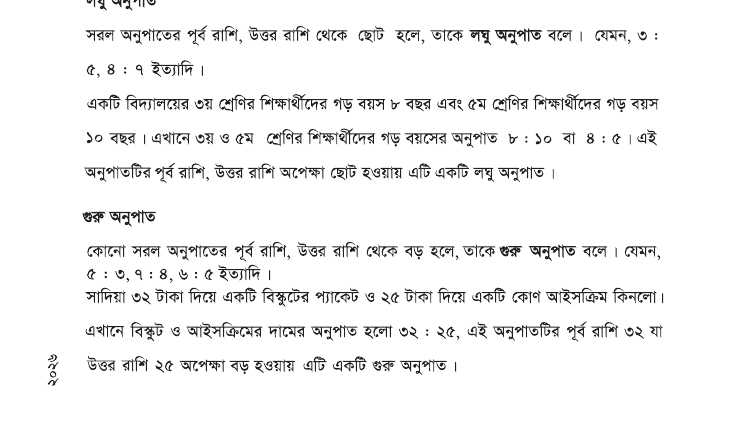 লঘু অনুপাত
সরল অনুপাতের পূর্ব রাশি, উত্তর রাশি থেকে ছোট হলে, তাকে লঘু অনুপাত বলে। যেমন, ৩ :
৫, ৪ : ৭ ইত্যাদি।
একটি বিদ্যালয়ের ৩য় শ্রেণির শিক্ষার্থীদের গড় বয়স ৮ বছর এবং ৫ম শ্রেণির শিক্ষার্থীদের গড় বয়স
১০ বছর। এখানে ৩য় ও ৫ম শ্রেণির শিক্ষার্থীদের গড় বয়সের অনুপাত ৮ : ১০ বা ৪ : ৫। এই
অনুপাতটির পূর্ব রাশি, উত্তর রাশি অপেক্ষা ছোট হওয়ায় এটি একটি লঘু অনুপাত।
গুরু অনুপাত
কোনো সরল অনুপাতের পূর্ব রাশি, উত্তর রাশি থেকে বড় হলে, তাকে গুরু অনুপাত বলে। যেমন,
৫ : ৩, ৭ : ৪, ৬ : ৫ ইত্যাদি।
সাদিয়া ৩২ টাকা দিয়ে একটি বিস্কুটের প্যাকেট ও ২৫ টাকা দিয়ে একটি কোণ আইসক্রিম কিনলো।
এখানে বিস্কুট ও আইসক্রিমের দামের অনুপাত হলো ৩২ : ২৫, এই অনুপাতটির পূর্ব রাশি ৩২ যা
উত্তর রাশি ২৫ অপেক্ষা বড় হওয়ায় এটি একটি গুরু অনুপাত।
২০২৬